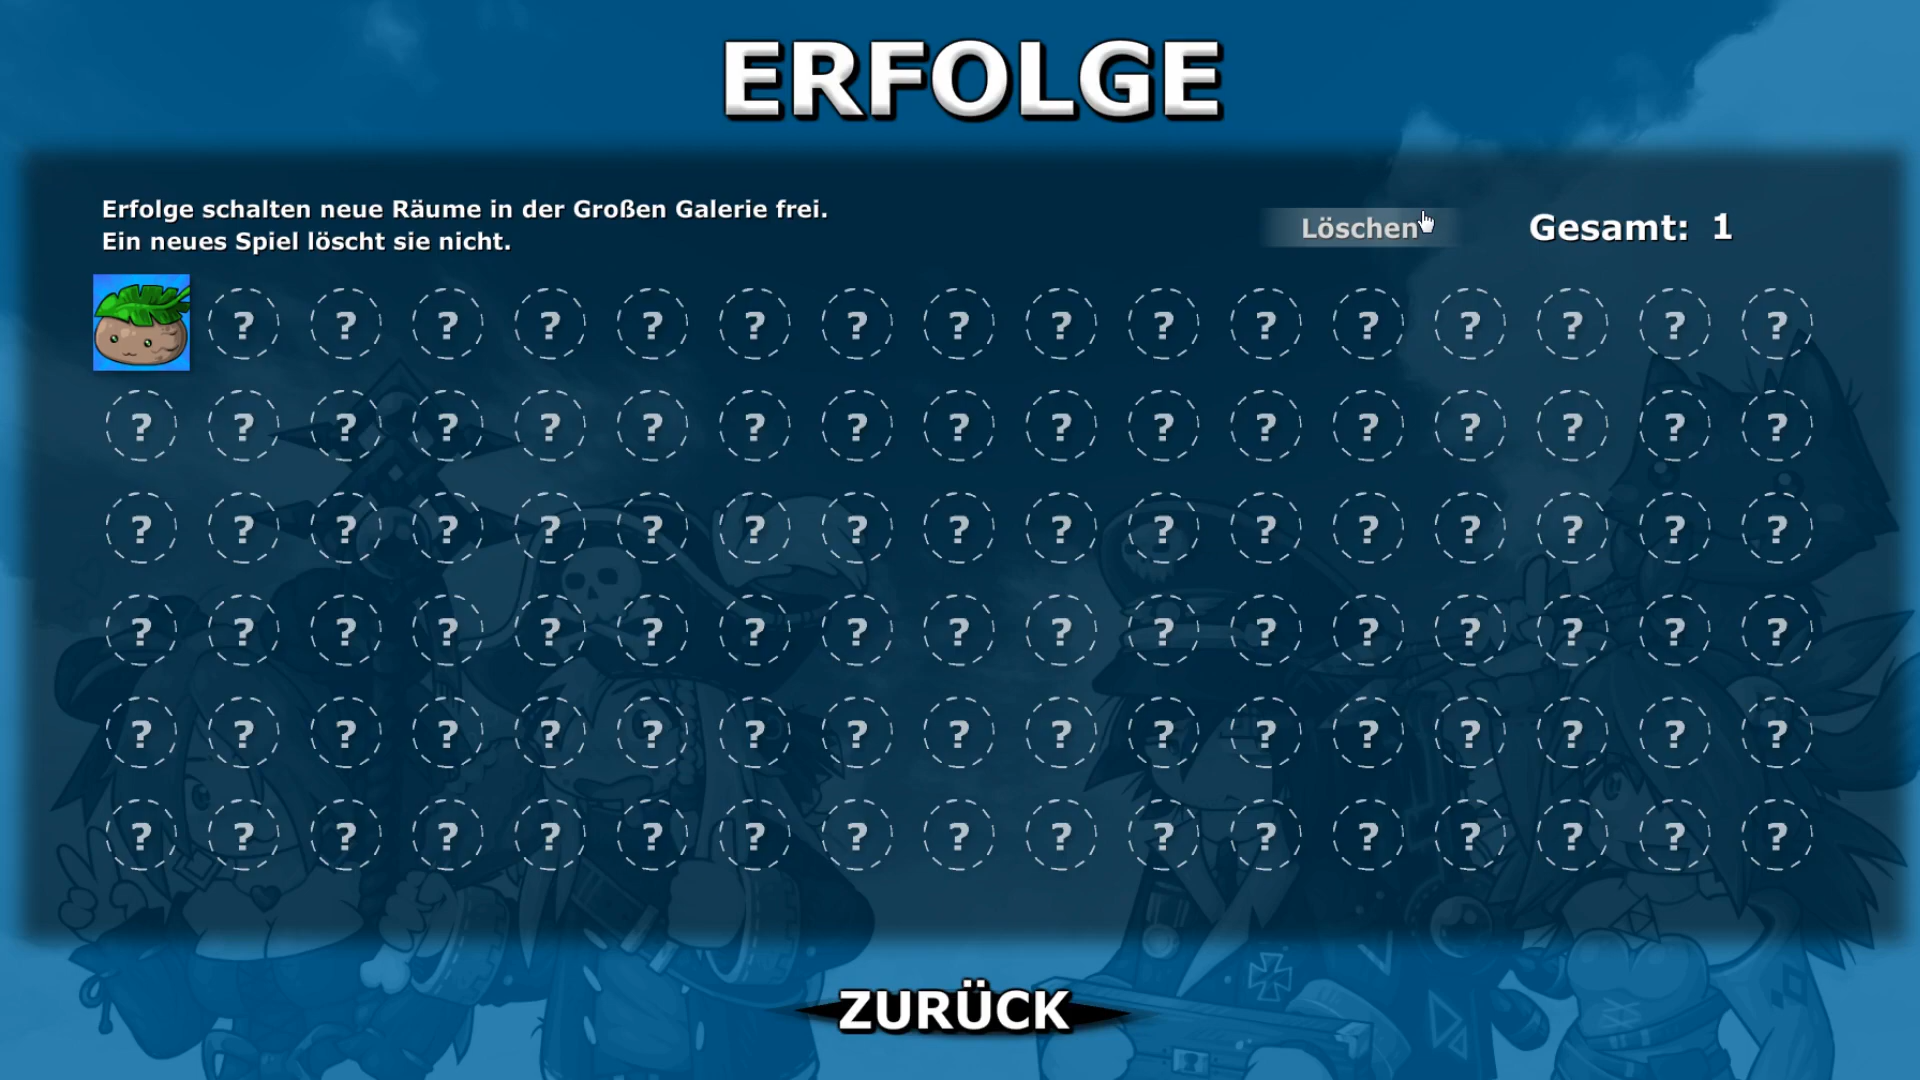 ERFOLGE
Erfolge schalten neue Räume in der Großen Galerie frei.
Ein neues Spiel löscht sie nicht.
Löschen
Gesamt: 1
? ? ? ? ? ? ? ? ? ? ? ? ? ? ? ?
? ? ? ? ? ? ? ? ? ? ? ? ? ? ? ? ?
? ? ? ? ? ? ? ? ? ? ? ? ? ? ? ? ?
? ? ? ? ? ? ? ? ? ? ? ? ? ? ? ? ?
? ? ? ? ? ? ? ? ? ? ? ? ? ? ? ? ?
? ? ? ? ? ? ? ? ? ? ? ? ? ? ? ? ?
ZURÜCK